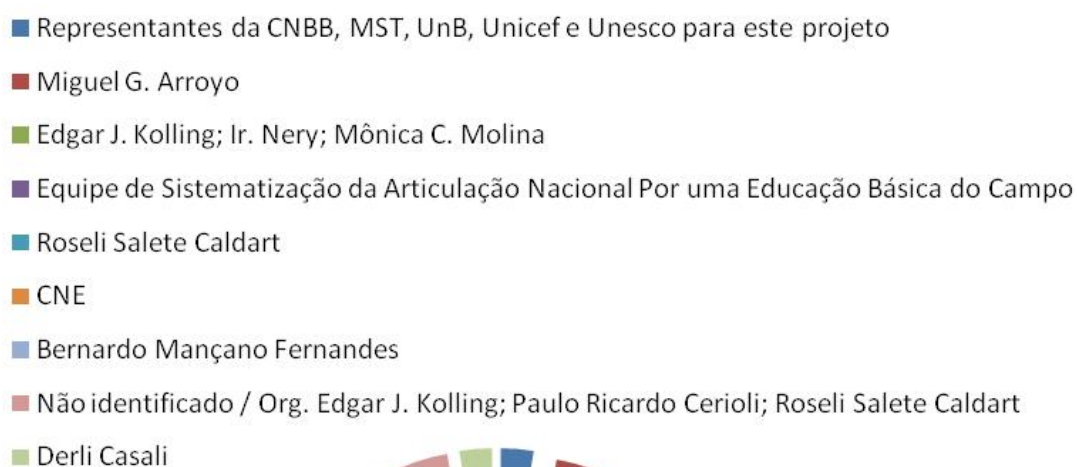 Representantes da CNBB, MST, UnB, Unicef e Unesco para este projeto
Miguel G. Arroyo
Edgar J. Kolling; Ir. Nery; Mônica C. Molina
Equipe de Sistematização da Articulação Nacional Por uma Educação Básica do Campo
Roseli Salete Caldart
CNE
Bernardo Mançano Fernandes
Não identificado / Org. Edgar J. Kolling; Paulo Ricardo Cerioli; Roseli Salete Caldart
Derli Casali